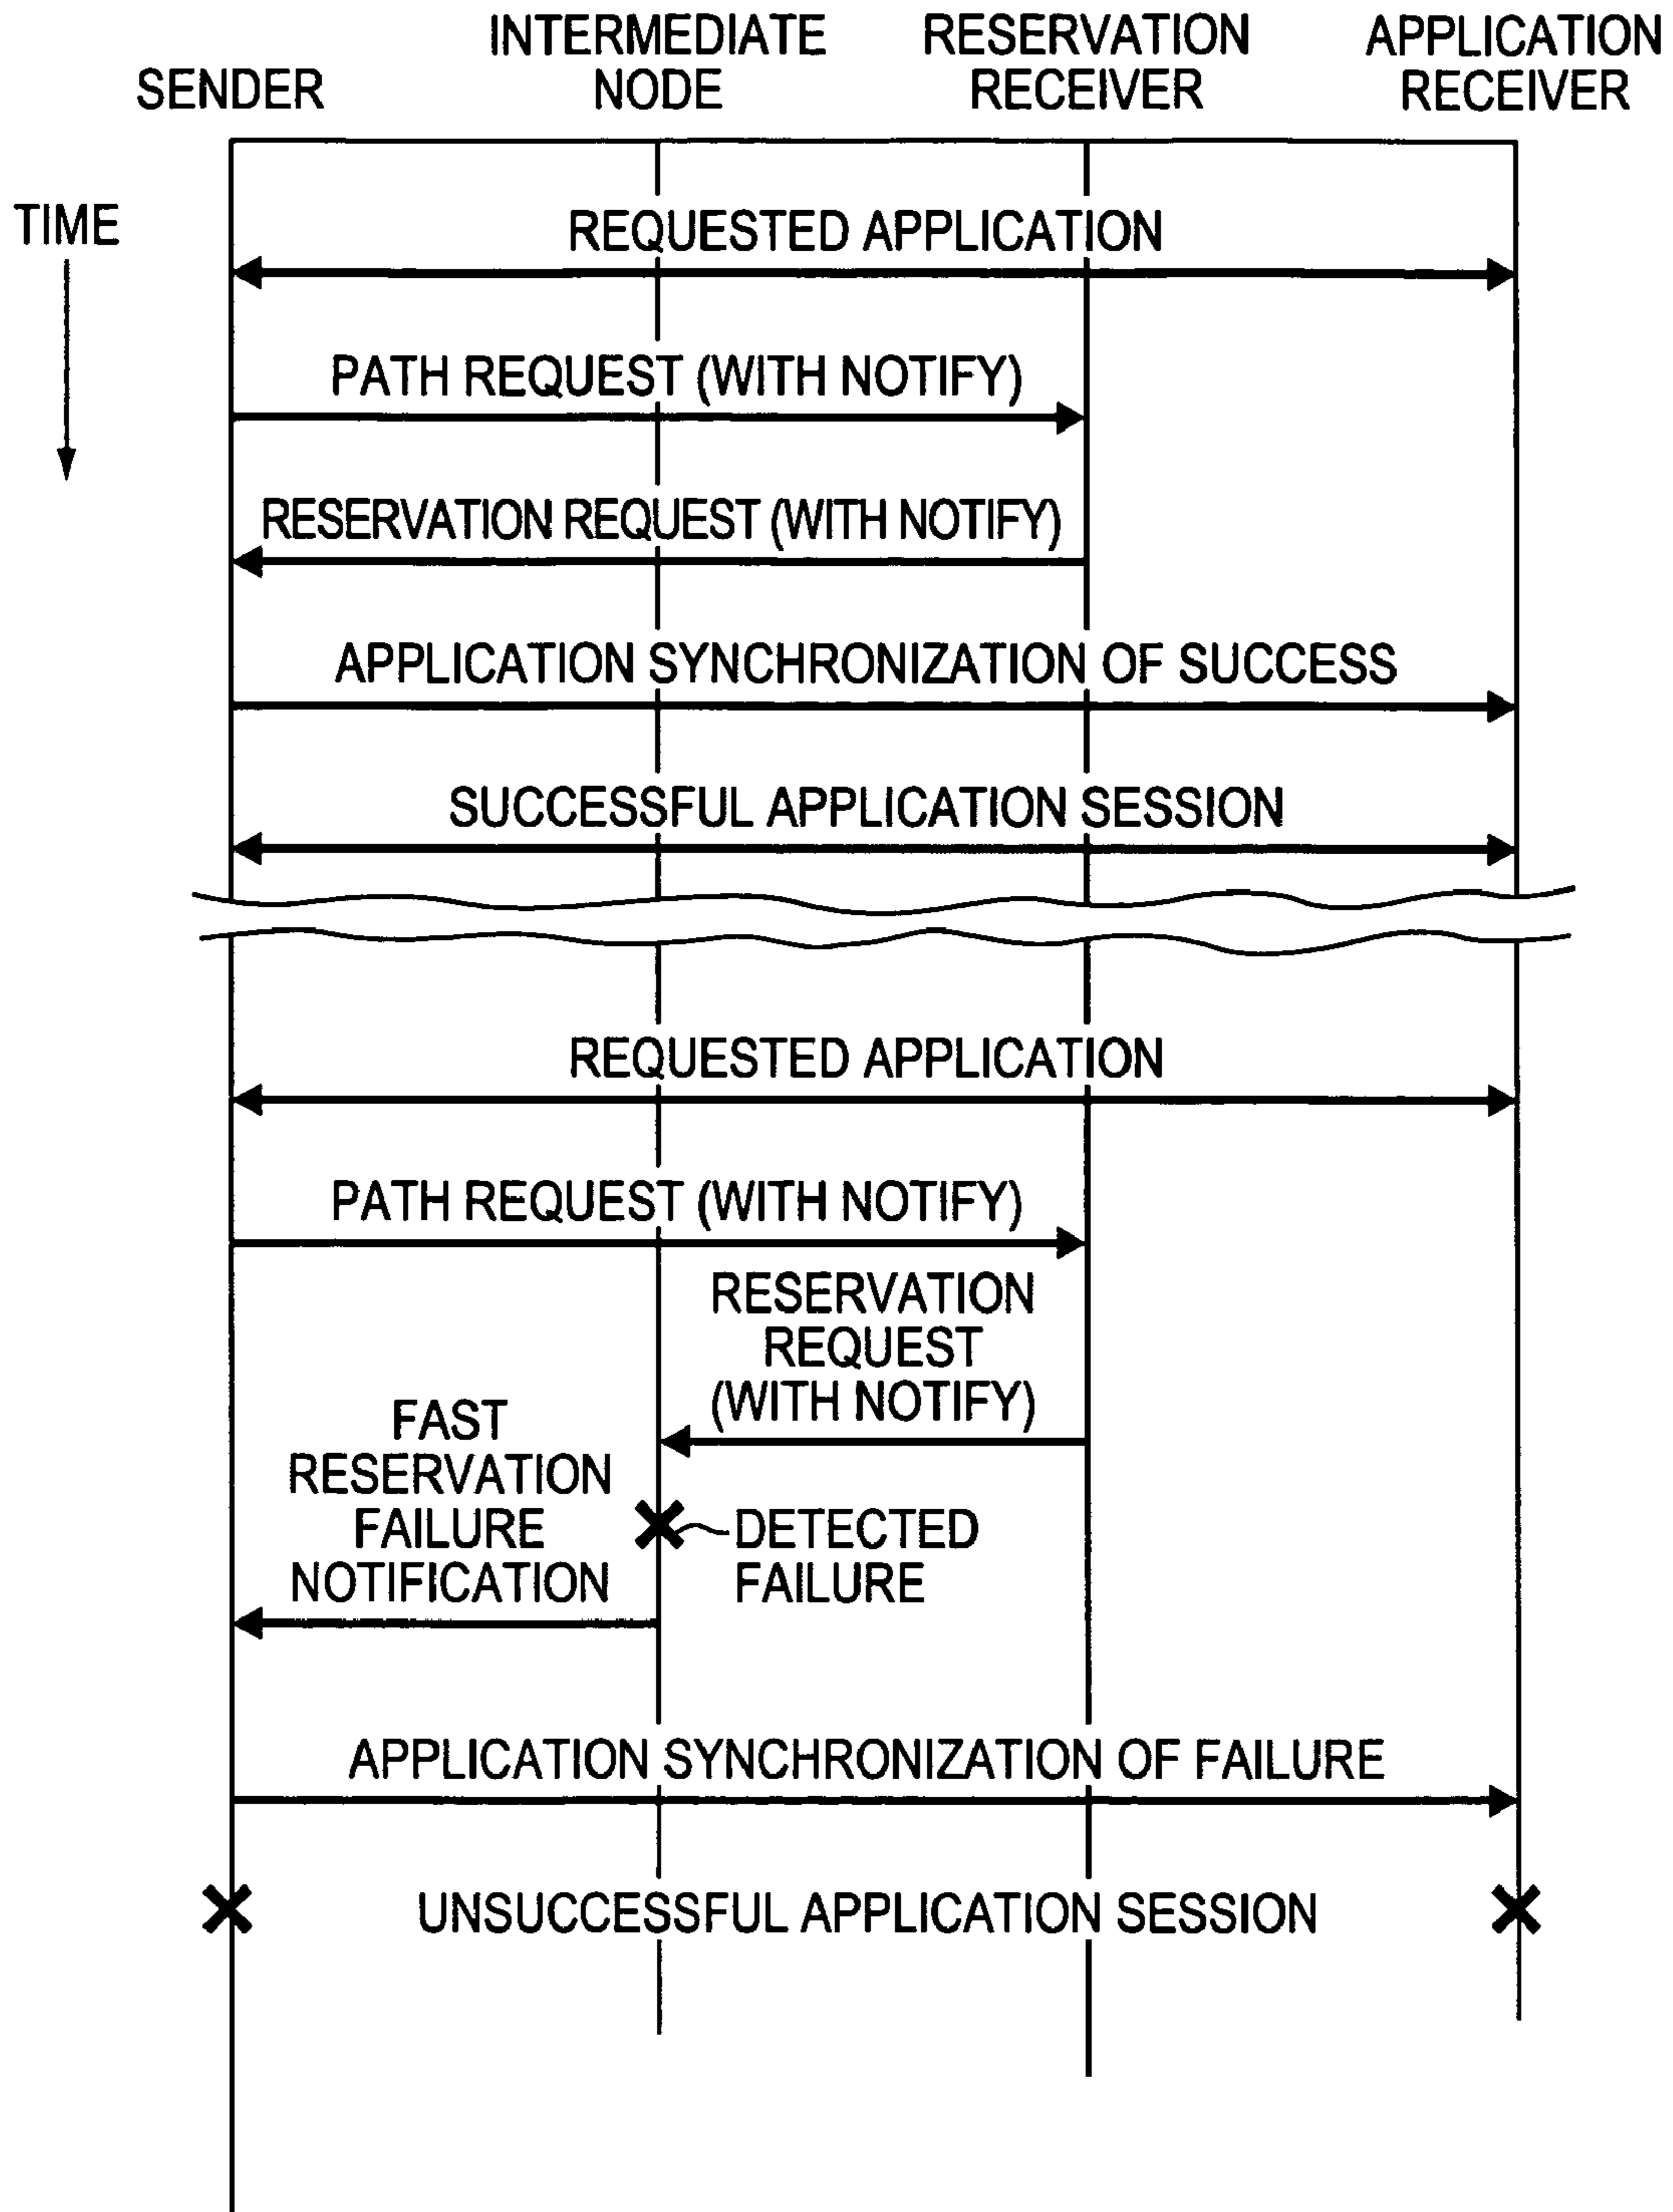 SENDER
INTERMEDIATE
NODE
RESERVATION
RECEIVER
APPLICATION
RECEIVER
TIME
REQUESTED APPLICATION
PATH REQUEST (WITH NOTIFY)
RESERVATION REQUEST (WITH NOTIFY)
APPLICATION SYNCHRONIZATION OF SUCCESS
SUCCESSFUL APPLICATION SESSION
REQUESTED APPLICATION
PATH REQUEST (WITH NOTIFY)
RESERVATION
REQUEST
(WITH NOTIFY)
FAST
RESERVATION
FAILURE
NOTIFICATION
DETECTED
FAILURE
APPLICATION SYNCHRONIZATION OF FAILURE
UNSUCCESSFUL APPLICATION SESSION